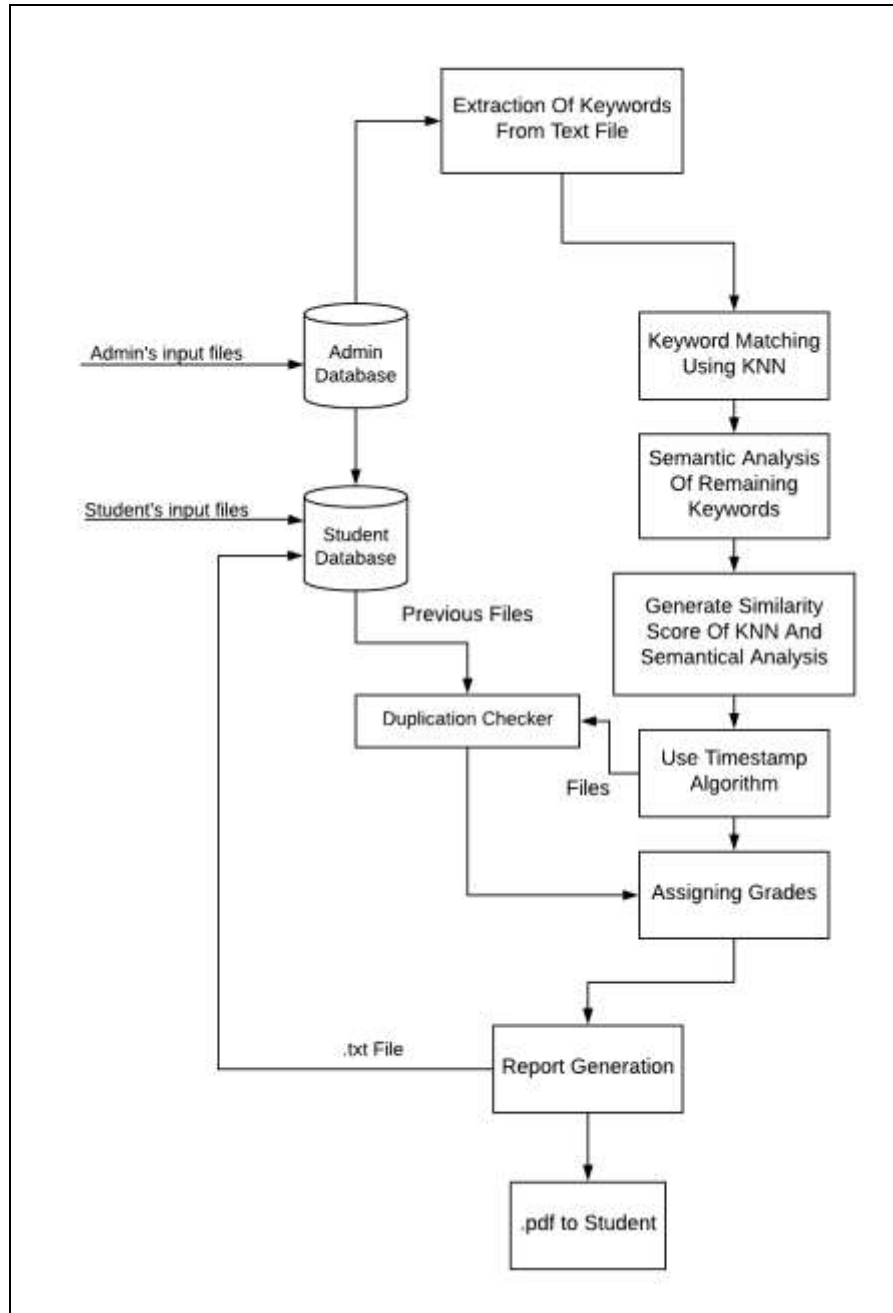 Extraction Of Keywords
From Text File
Admin's input files
Admin
Database
Keyword Matching
Using KNN
Semantic Analysis
Of Remaining
Keywords
Student's input files
Student
Database
Previous Files
Generate Similarity
Score Of KNN And
Semantical Analysis
Duplication Checker
Files
Use Timestamp
Algorithm
Assigning Grades
.txt File
Report Generation
.pdf to Student